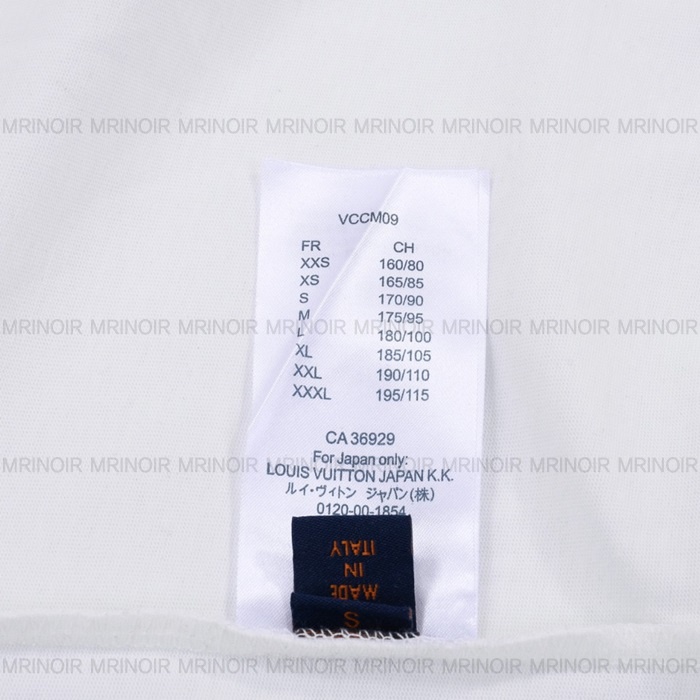 MRINOIR MRINOIR MRINOIR MRINOIR MRINOIR MRINOIR MRINOIR MRINOIR
VCCM09
FR CH
XXS 160/80
XS 165/85
S 170/90
M 175/95
MRINOIR MRINOIR MRINOIR MRINOIR MRINOIR MRINOIR MRINOIR MRINOIR
L 180/100
XL 185/105
XXL 190/110
XXXL 195/115
CA 36929
For Japan only:
MRINOIR MRINOIR MRINOIR MRINOIR MRINOIR MRINOIR MRINOIR MRINOIR
LOUIS VUITTON JAPAN K.K.
ルイ・ヴィトン ジャパン(株)
0120-00-1854
MADE
IN
ITALY
S
MRINOIR MRINOIR MRINOIR MRINOIR MRINOIR MRINOIR MRINOIR MRINOIR